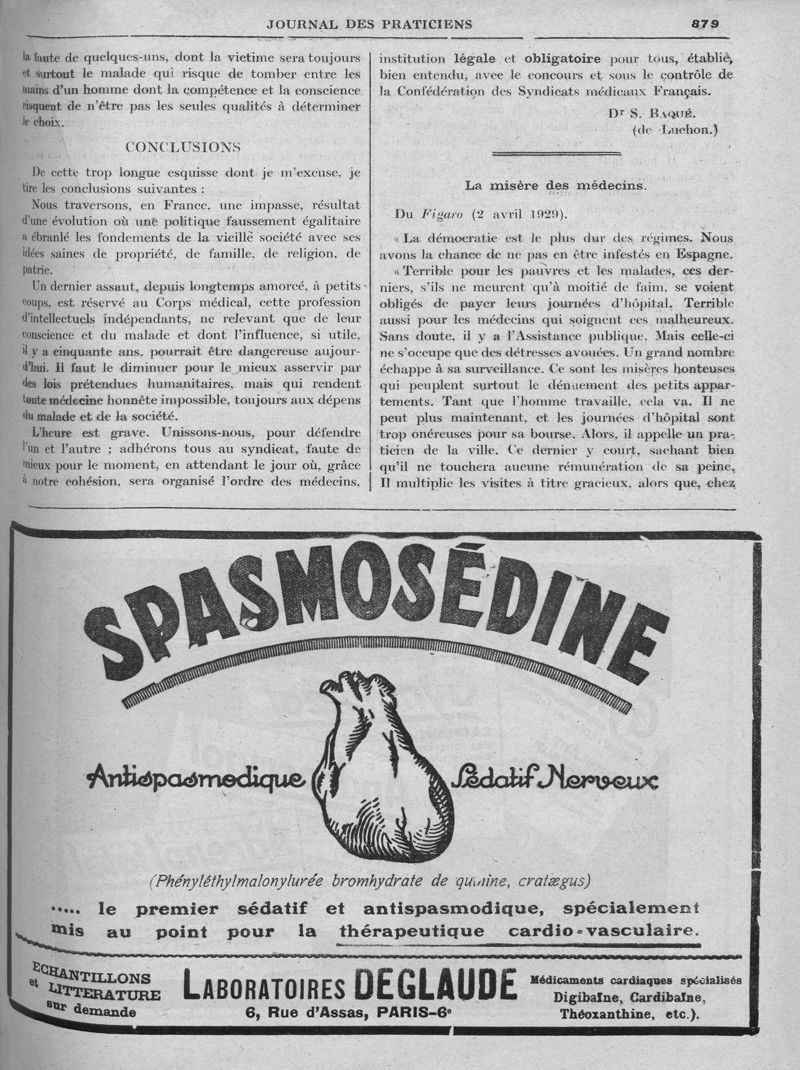 JOURNAL DES PRATICIENS 879
la faute de quelques-uns, dont la victime sera toujours
et surtout le malade qui risque de tomber entre les
mains d'un homme dont la compétence et la conscience
risquent de n'être pas les seules qualités à déterminer
le choix.
CONCLUSIONS
De cette trop longue esquisse dont je m'excuse, je
tire les conclusions suivantes :
Nous traversons, en France, une impasse, résultat
d'une évolution où une politique faussement égalitaire
a ébranlé les fondements de la vieille société avec ses
idées saines de propriété, de famille, de religion, de
patrie.
Un dernier assaut, depuis longtemps amorcé, à petits
coups, est réservé au Corps médical, cette profession
d'intellectuels indépendants, ne relevant que de leur
conscience et du malade et dont l'influence, si utile,
il y a cinquante ans, pourrait être dangereuse aujour-
d'hui. Il faut le diminuer pour le mieux asservir par
des lois prétendues humanitaires, mais qui rendent
toute médecine honnête impossible, toujours aux dépens
du malade et de la société.
L'heure est grave. Unissons-nous, pour défendre
l'un et l'autre ; adhérons tous au syndicat, faute de
mieux pour le moment, en attendant le jour où, grâce
à notre cohésion, sera organisé l'ordre des médecins,
institution légale et obligatoire pour tous, établie,
bien entendu, avec le concours et sous le contrôle de
la Confédération des Syndicats médicaux Français.
Dr S. BAQUÉ.
(de Luchon.)
La misère des médecins.
Du Figaro (2 avril 1929).
« La démocratie est le plus dur des régimes. Nous
avons la chance de ne pas en être infestés en Espagne.
« Terrible pour les pauvres et les malades, ces der-
niers, s'ils ne meurent qu'à moitié de faim, se voient
obligés de payer leurs journées d'hôpital. Terrible
aussi pour les médecins qui soignent ces malheureux.
Sans doute, il y a l'Assistance publique. Mais celle-ci
ne s'occupe que des détresses avouées. Un grand nombre
échappe à sa surveillance. Ce sont les misères honteuses
qui peuplent surtout le dénuement des petits appar-
tements. Tant que l'homme travaille, cela va. Il ne
peut plus maintenant, et les journées d'hôpital sont
trop onéreuses pour sa bourse. Alors, il appelle un pra-
ticien de la ville. Ce dernier y court, sachant bien
qu'il ne touchera aucune rémunération de sa peine.
Il multiplie les visites à titre gracieux, alors que, chez
SPASMOSÉDINE
Antispasmodique Sédatif Nerveux
(Phényléthylmalonylurée bromhydrate de quinine, cratægus)
..... le premier sédatif et antispasmodique, spécialement
mis au point pour la thérapeutique cardio-vasculaire.
ECHANTILLONS
et LITTERATURE
sur demande
LABORATOIRES DEGLAUDE
6, Rue d'Assas, PARIS-6e
Médicaments cardiaques spécialisés
Digibaïne, Cardibaïne,
Théoxanthine, etc.).